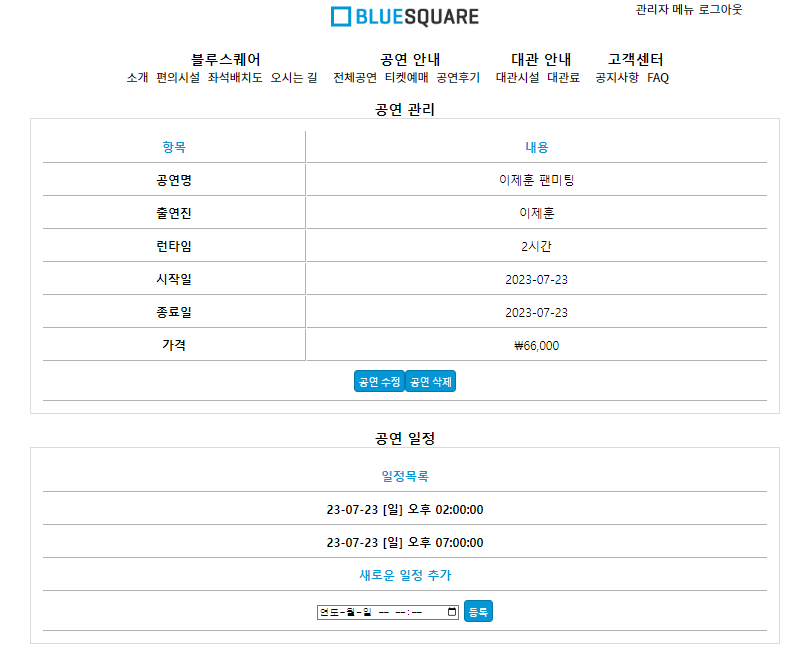 관리자 메뉴 로그아웃
BLUESQUARE
블루스퀘어 공연 안내 대관 안내 고객센터
소개 편의시설 좌석배치도 오시는 길 전체공연 티켓예매 공연후기 대관시설 대관료 공지사항 FAQ
공연 관리
항목 내용
공연명 이제훈 팬미팅
출연진 이제훈
런타임 2시간
시작일 2023-07-23
종료일 2023-07-23
가격 ₩66,000
공연 수정 공연 삭제
공연 일정
일정목록
23-07-23 [일] 오후 02:00:00
23-07-23 [일] 오후 07:00:00
새로운 일정 추가
연도-월-일 -- --:-- 등록